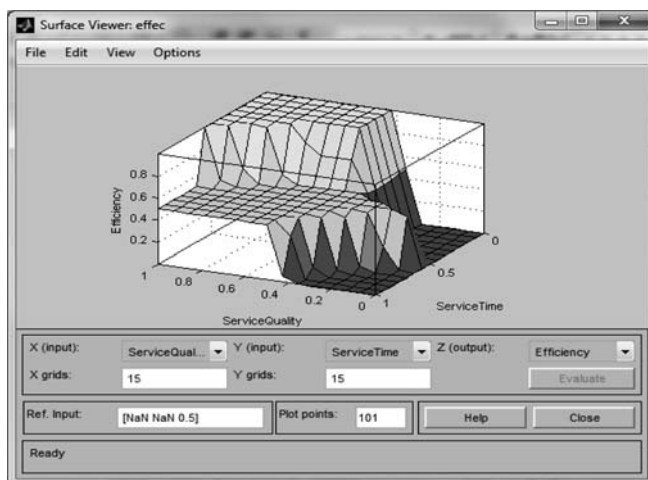 Surface Viewer: effec
File Edit View Options
0.8
0.6
0.4
0.2
Efficiency
1
0.8
0.6
0.4
0.2
0
ServiceQuality
1
0.5
0
ServiceTime
X (input): ServiceQual... Y (input): ServiceTime Z (output): Efficiency
X grids: 15 Y grids: 15 Evaluate
Ref. Input: [NaN NaN 0.5] Plot points: 101 Help Close
Ready